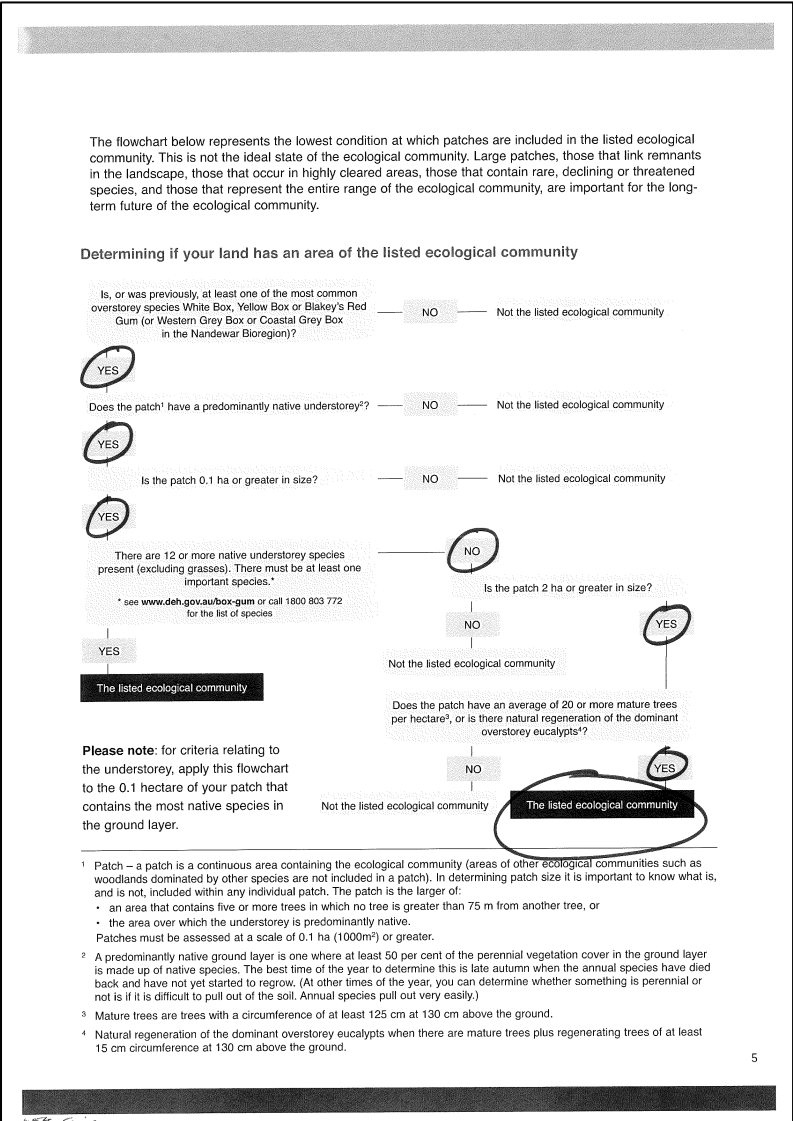 The flowchart below represents the lowest condition at which patches are included in the listed ecological
community. This is not the ideal state of the ecological community. Large patches, those that link remnants
in the landscape, those that occur in highly cleared areas, those that contain rare, declining or threatened
species, and those that represent the entire range of the ecological community, are important for the long-
term future of the ecological community.
Determining if your land has an area of the listed ecological community
Is, or was previously, at least one of the most common
overstorey species White Box, Yellow Box or Blakey's Red
Gum (or Western Grey Box or Coastal Grey Box
in the Nandewar Bioregion)?
NO
Not the listed ecological community
YES
Does the patch¹ have a predominantly native understorey²?
NO
Not the listed ecological community
YES
Is the patch 0.1 ha or greater in size?
NO
Not the listed ecological community
YES
There are 12 or more native understorey species
present (excluding grasses). There must be at least one
important species.*
* see www.deh.gov.au/box-gum or call 1800 803 772
for the list of species
NO
Is the patch 2 ha or greater in size?
NO
YES
YES
Not the listed ecological community
The listed ecological community
Does the patch have an average of 20 or more mature trees
per hectare³, or is there natural regeneration of the dominant
overstorey eucalypts⁴?
NO
YES
Not the listed ecological community
The listed ecological community
Please note: for criteria relating to
the understorey, apply this flowchart
to the 0.1 hectare of your patch that
contains the most native species in
the ground layer.
¹ Patch – a patch is a continuous area containing the ecological community (areas of other ecological communities such as
woodlands dominated by other species are not included in a patch). In determining patch size it is important to know what is,
and is not, included within any individual patch. The patch is the larger of:
• an area that contains five or more trees in which no tree is greater than 75 m from another tree, or
• the area over which the understorey is predominantly native.
Patches must be assessed at a scale of 0.1 ha (1000m²) or greater.
² A predominantly native ground layer is one where at least 50 per cent of the perennial vegetation cover in the ground layer
is made up of native species. The best time of the year to determine this is late autumn when the annual species have died
back and have not yet started to regrow. (At other times of the year, you can determine whether something is perennial or
not is if it is difficult to pull out of the soil. Annual species pull out very easily.)
³ Mature trees are trees with a circumference of at least 125 cm at 130 cm above the ground.
⁴ Natural regeneration of the dominant overstorey eucalypts when there are mature trees plus regenerating trees of at least
15 cm circumference at 130 cm above the ground.
5